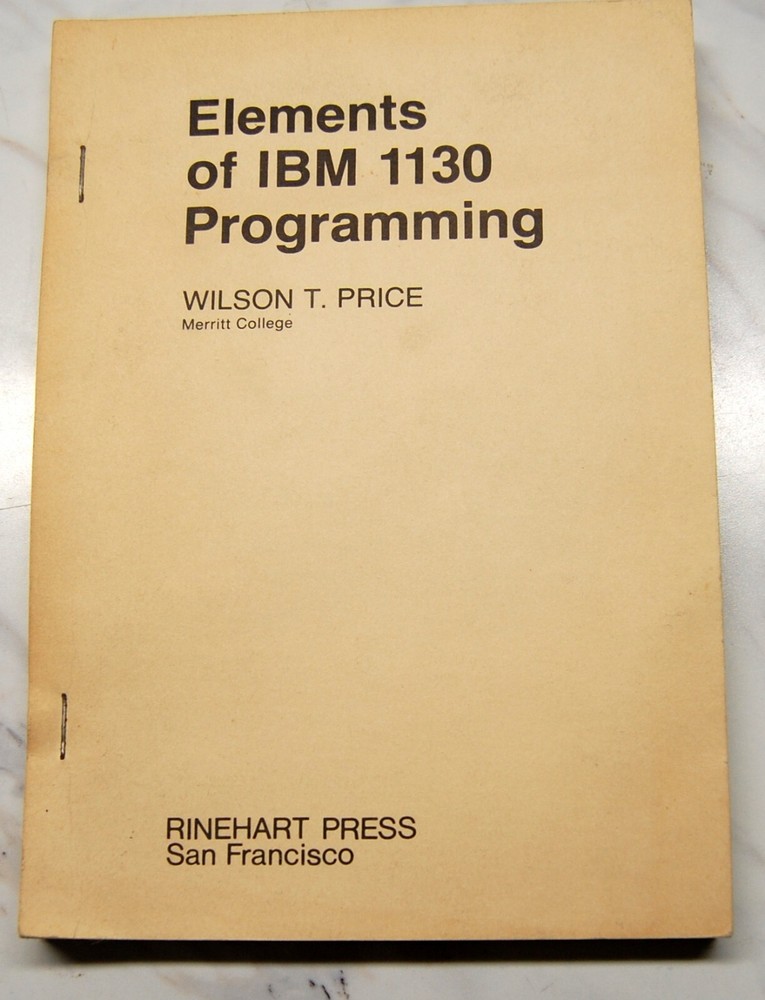 Elements
of IBM 1130
Programming
WILSON T. PRICE
Merritt College
RINEHART PRESS
San Francisco